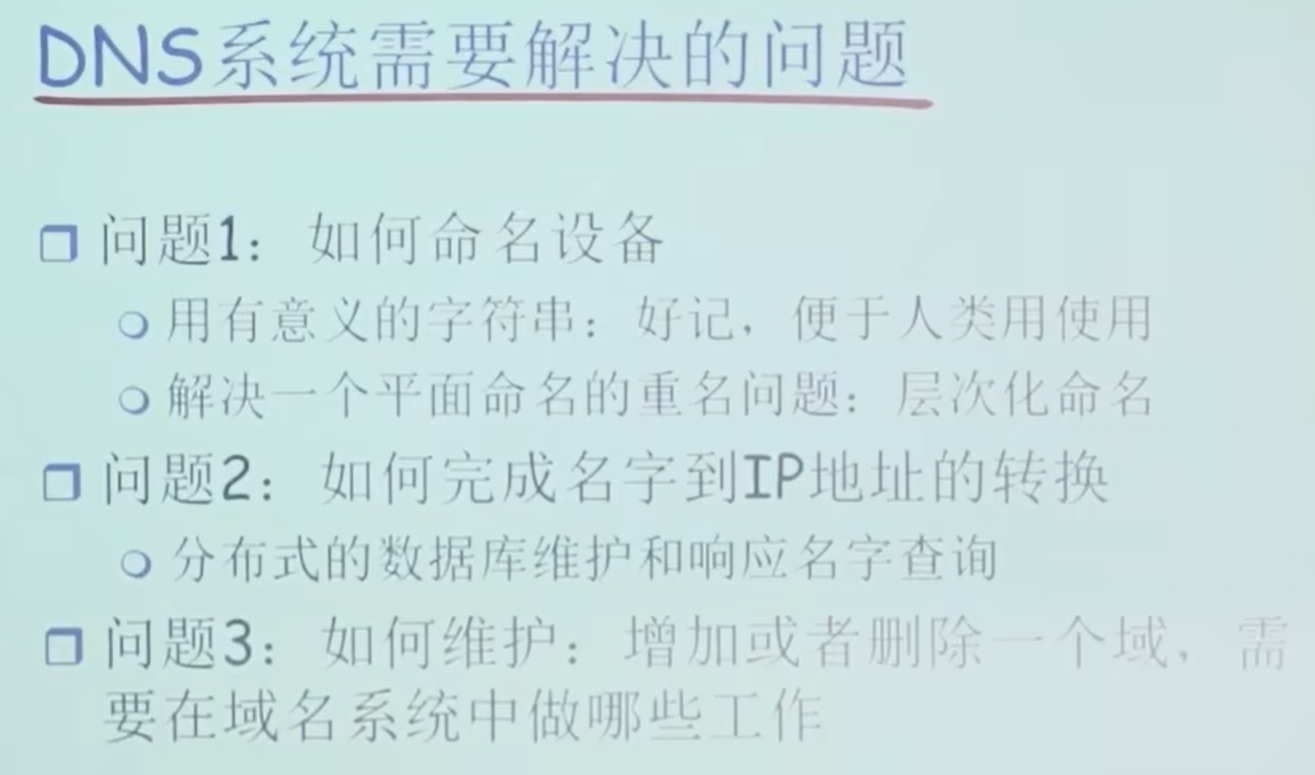 DNS系统需要解决的问题
问题1： 如何命名设备
用有意义的字符串：好记，便于人类用使用
解决一个平面命名的重名问题：层次化命名
问题2： 如何完成名字到IP地址的转换
分布式的数据库维护和响应名字查询
问题3：如何维护：增加或者删除一个域，需
要在域名系统中做哪些工作